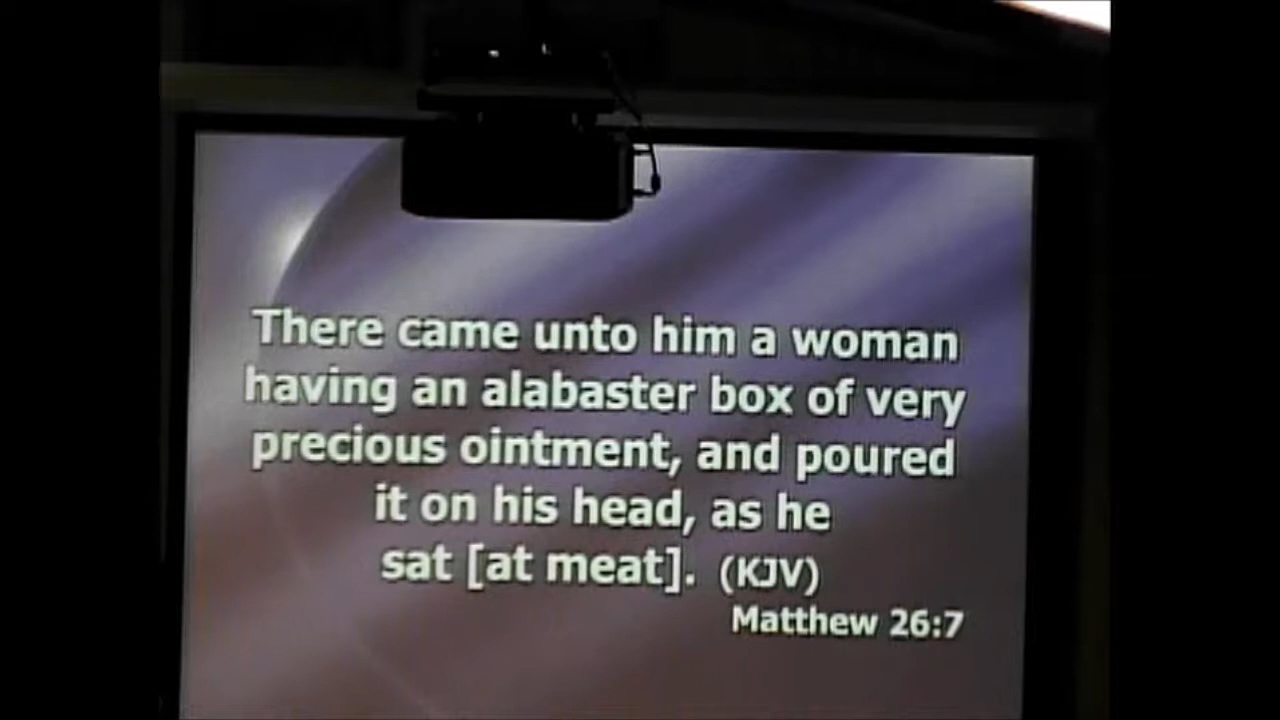 There came unto him a woman
having an alabaster box of very
precious ointment, and poured
it on his head, as he
sat [at meat]. (KJV)
Matthew 26:7